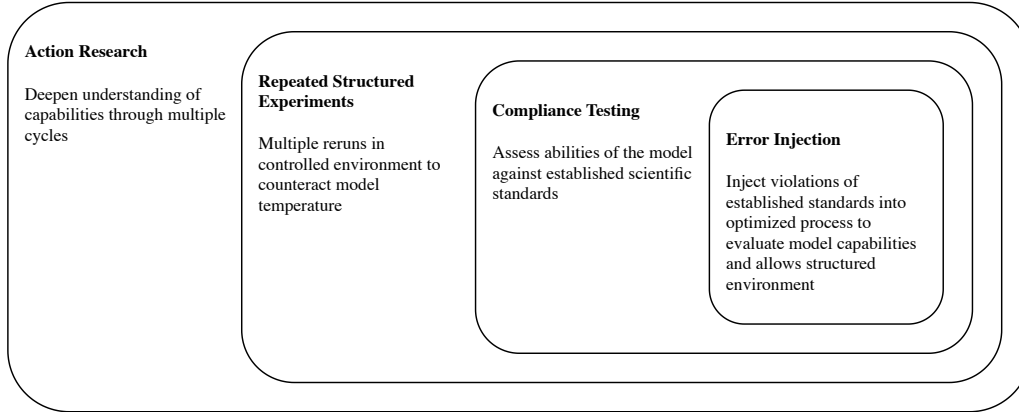 Action Research
Deepen understanding of
capabilities through multiple
cycles
Repeated Structured
Experiments
Multiple reruns in
controlled environment to
counteract model
temperature
Compliance Testing
Assess abilities of the model
against established scientific
standards
Error Injection
Inject violations of
established standards into
optimized process to
evaluate model capabilities
and allows structured
environment